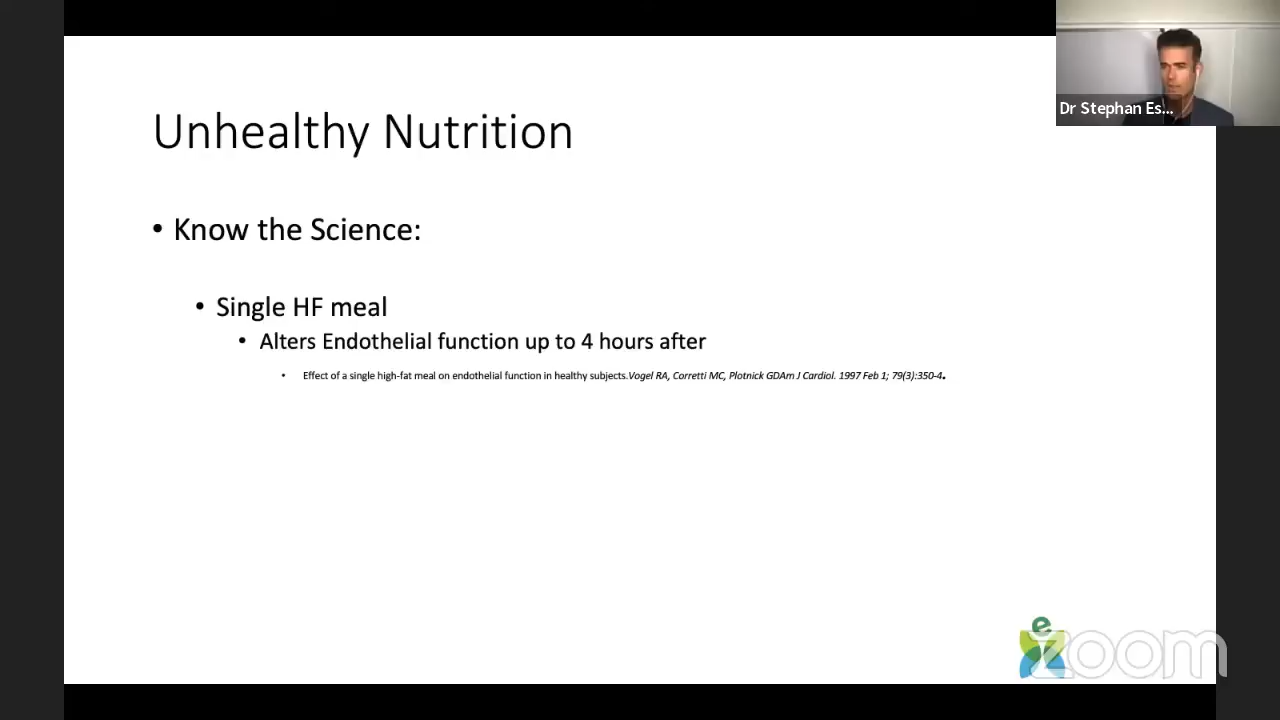 Dr Stephan Es...
Unhealthy Nutrition
• Know the Science:
• Single HF meal
• Alters Endothelial function up to 4 hours after
• Effect of a single high-fat meal on endothelial function in healthy subjects.Vogel RA, Corretti MC, Plotnick GDAm J Cardiol. 1997 Feb 1; 79(3):350-4.
e
zoom